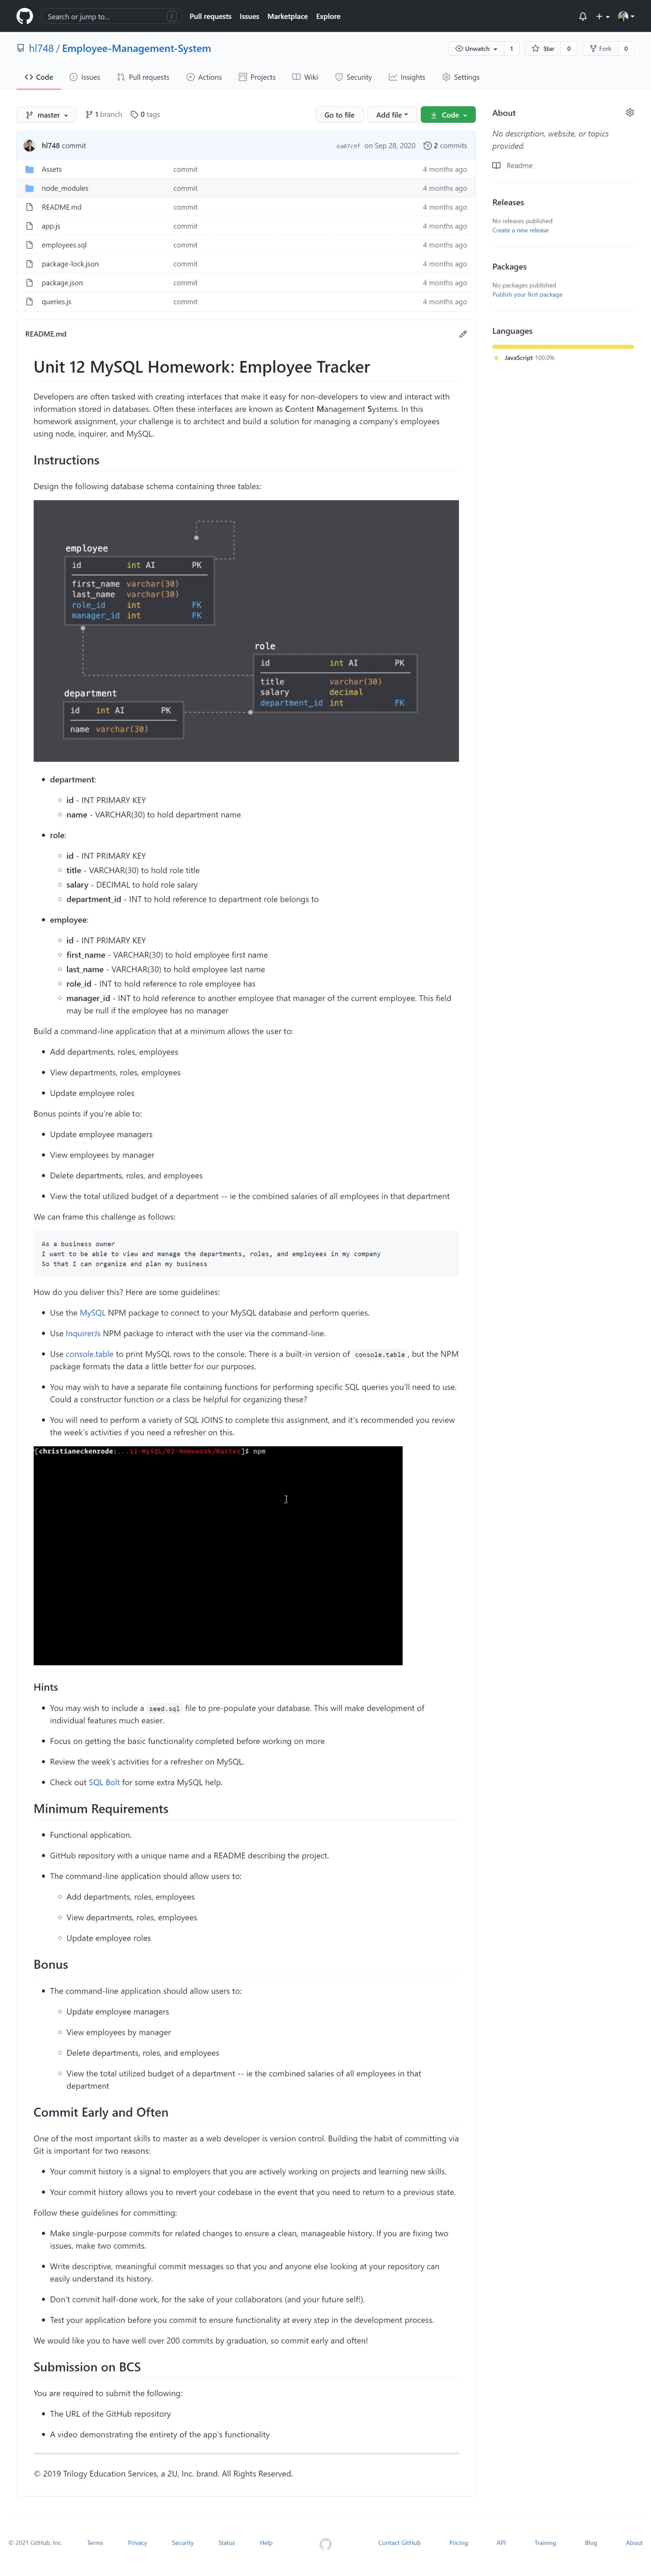 Search or jump to... /
Pull requests Issues Marketplace Explore
hl748 / Employee-Management-System
Unwatch 1 Star 0 Fork 0
Code Issues Pull requests Actions Projects Wiki Security Insights Settings
master 1 branch 0 tags Go to file Add file Code
hl748 commit ea07c9f on Sep 28, 2020 2 commits
Assets commit 4 months ago
node_modules commit 4 months ago
README.md commit 4 months ago
app.js commit 4 months ago
employees.sql commit 4 months ago
package-lock.json commit 4 months ago
package.json commit 4 months ago
queries.js commit 4 months ago
About
No description, website, or topics
provided.
Readme
Releases
No releases published
Create a new release
Packages
No packages published
Publish your first package
Languages
JavaScript 100.0%
README.md
Unit 12 MySQL Homework: Employee Tracker
Developers are often tasked with creating interfaces that make it easy for non-developers to view and interact with
information stored in databases. Often these interfaces are known as Content Management Systems. In this
homework assignment, your challenge is to architect and build a solution for managing a company's employees
using node, inquirer, and MySQL.
Instructions
Design the following database schema containing three tables:
employee
id int AI PK
first_name varchar(30)
last_name varchar(30)
role_id int FK
manager_id int FK
role
id int AI PK
title varchar(30)
salary decimal
department_id int FK
department
id int AI PK
name varchar(30)
department:
id - INT PRIMARY KEY
name - VARCHAR(30) to hold department name
role:
id - INT PRIMARY KEY
title - VARCHAR(30) to hold role title
salary - DECIMAL to hold role salary
department_id - INT to hold reference to department role belongs to
employee:
id - INT PRIMARY KEY
first_name - VARCHAR(30) to hold employee first name
last_name - VARCHAR(30) to hold employee last name
role_id - INT to hold reference to role employee has
manager_id - INT to hold reference to another employee that manager of the current employee. This field
may be null if the employee has no manager
Build a command-line application that at a minimum allows the user to:
Add departments, roles, employees
View departments, roles, employees
Update employee roles
Bonus points if you're able to:
Update employee managers
View employees by manager
Delete departments, roles, and employees
View the total utilized budget of a department -- ie the combined salaries of all employees in that department
We can frame this challenge as follows:
As a business owner
I want to be able to view and manage the departments, roles, and employees in my company
So that I can organize and plan my business
How do you deliver this? Here are some guidelines:
Use the MySQL NPM package to connect to your MySQL database and perform queries.
Use InquirerJs NPM package to interact with the user via the command-line.
Use console.table to print MySQL rows to the console. There is a built-in version of console.table, but the NPM
package formats the data a little better for our purposes.
You may wish to have a separate file containing functions for performing specific SQL queries you'll need to use.
Could a constructor function or a class be helpful for organizing these?
You will need to perform a variety of SQL JOINS to complete this assignment, and it's recommended you review
the week's activities if you need a refresher on this.
[christianeckenrode:...12-MySQL/02-Homework/Master]$ npm
Hints
You may wish to include a seed.sql file to pre-populate your database. This will make development of
individual features much easier.
Focus on getting the basic functionality completed before working on more
Review the week's activities for a refresher on MySQL.
Check out SQL Bolt for some extra MySQL help.
Minimum Requirements
Functional application.
GitHub repository with a unique name and a README describing the project.
The command-line application should allow users to:
Add departments, roles, employees
View departments, roles, employees
Update employee roles
Bonus
The command-line application should allow users to:
Update employee managers
View employees by manager
Delete departments, roles, and employees
View the total utilized budget of a department -- ie the combined salaries of all employees in that
department
Commit Early and Often
One of the most important skills to master as a web developer is version control. Building the habit of committing via
Git is important for two reasons:
Your commit history is a signal to employers that you are actively working on projects and learning new skills.
Your commit history allows you to revert your codebase in the event that you need to return to a previous state.
Follow these guidelines for committing:
Make single-purpose commits for related changes to ensure a clean, manageable history. If you are fixing two
issues, make two commits.
Write descriptive, meaningful commit messages so that you and anyone else looking at your repository can
easily understand its history.
Don't commit half-done work, for the sake of your collaborators (and your future self!).
Test your application before you commit to ensure functionality at every step in the development process.
We would like you to have well over 200 commits by graduation, so commit early and often!
Submission on BCS
You are required to submit the following:
The URL of the GitHub repository
A video demonstrating the entirety of the app's functionality
© 2019 Trilogy Education Services, a 2U, Inc. brand. All Rights Reserved.
© 2021 GitHub, Inc. Terms Privacy Security Status Help Contact GitHub Pricing API Training Blog About